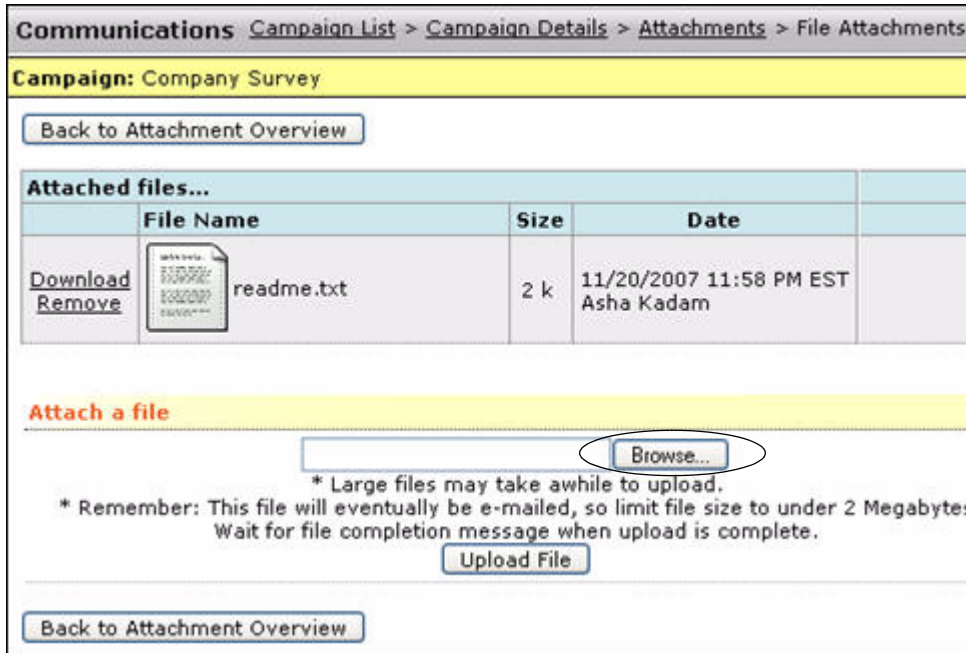 Communications Campaign List > Campaign Details > Attachments > File Attachments
Campaign: Company Survey
Back to Attachment Overview
Attached files...
File Name Size Date
Download
Remove
readme.txt 2 k
11/20/2007 11:58 PM EST
Asha Kadam
Attach a file
Browse...
* Large files may take awhile to upload.
* Remember: This file will eventually be e-mailed, so limit file size to under 2 Megabytes
Wait for file completion message when upload is complete.
Upload File
Back to Attachment Overview